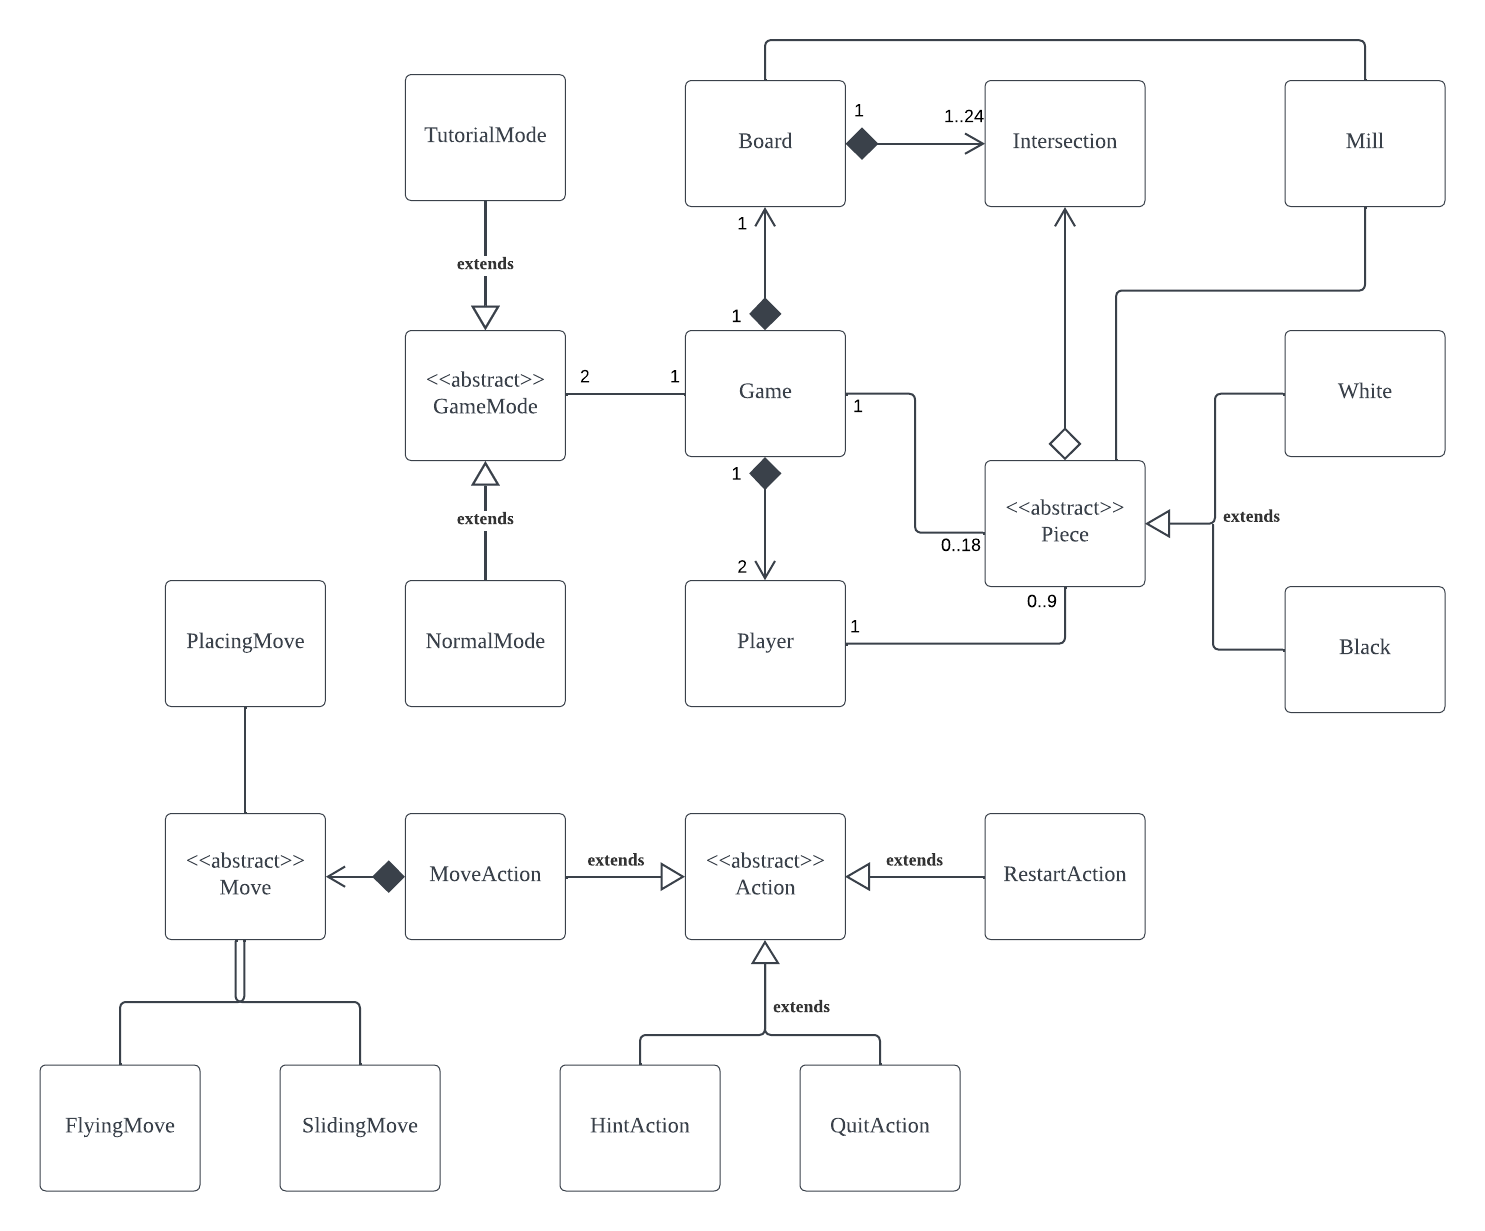 TutorialMode
Board
1
1..24
Intersection
Mill
1
extends
1
<<abstract>>
GameMode
2
1
Game
1
White
1
extends
<<abstract>>
Piece
extends
0..18
2
0..9
1
PlacingMove
NormalMode
Player
Black
<<abstract>>
Move
MoveAction
extends
<<abstract>>
Action
extends
RestartAction
extends
FlyingMove
SlidingMove
HintAction
QuitAction